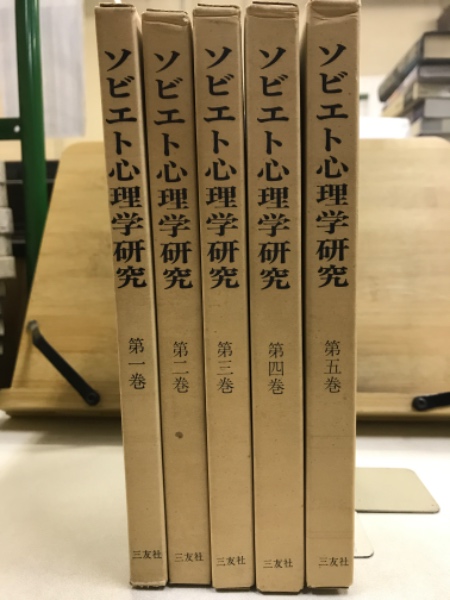 ソビエト心理学研究
第一巻
三友社
ソビエト心理学研究
第二巻
三友社
ソビエト心理学研究
第三巻
三友社
ソビエト心理学研究
第四巻
三友社
ソビエト心理学研究
第五巻
三友社